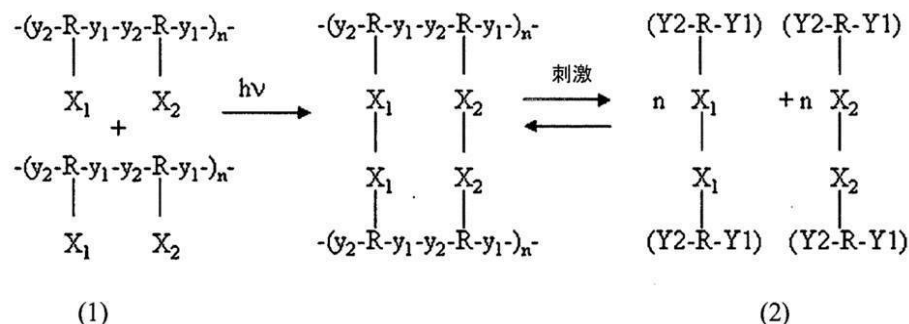 -(y₂-R-y₁-y₂-R-y₁-)ₙ- -(y₂-R-y₁-y₂-R-y₁-)ₙ- (Y2-R-Y1) (Y2-R-Y1)
X₁ X₂ hν X₁ X₂ 刺激 n X₁ +n X₂
+
-(y₂-R-y₁-y₂-R-y₁-)ₙ- X₁ X₂ X₁ X₂
X₁ X₂ -(y₂-R-y₁-y₂-R-y₁-)ₙ- (Y2-R-Y1) (Y2-R-Y1)
(1) (2)